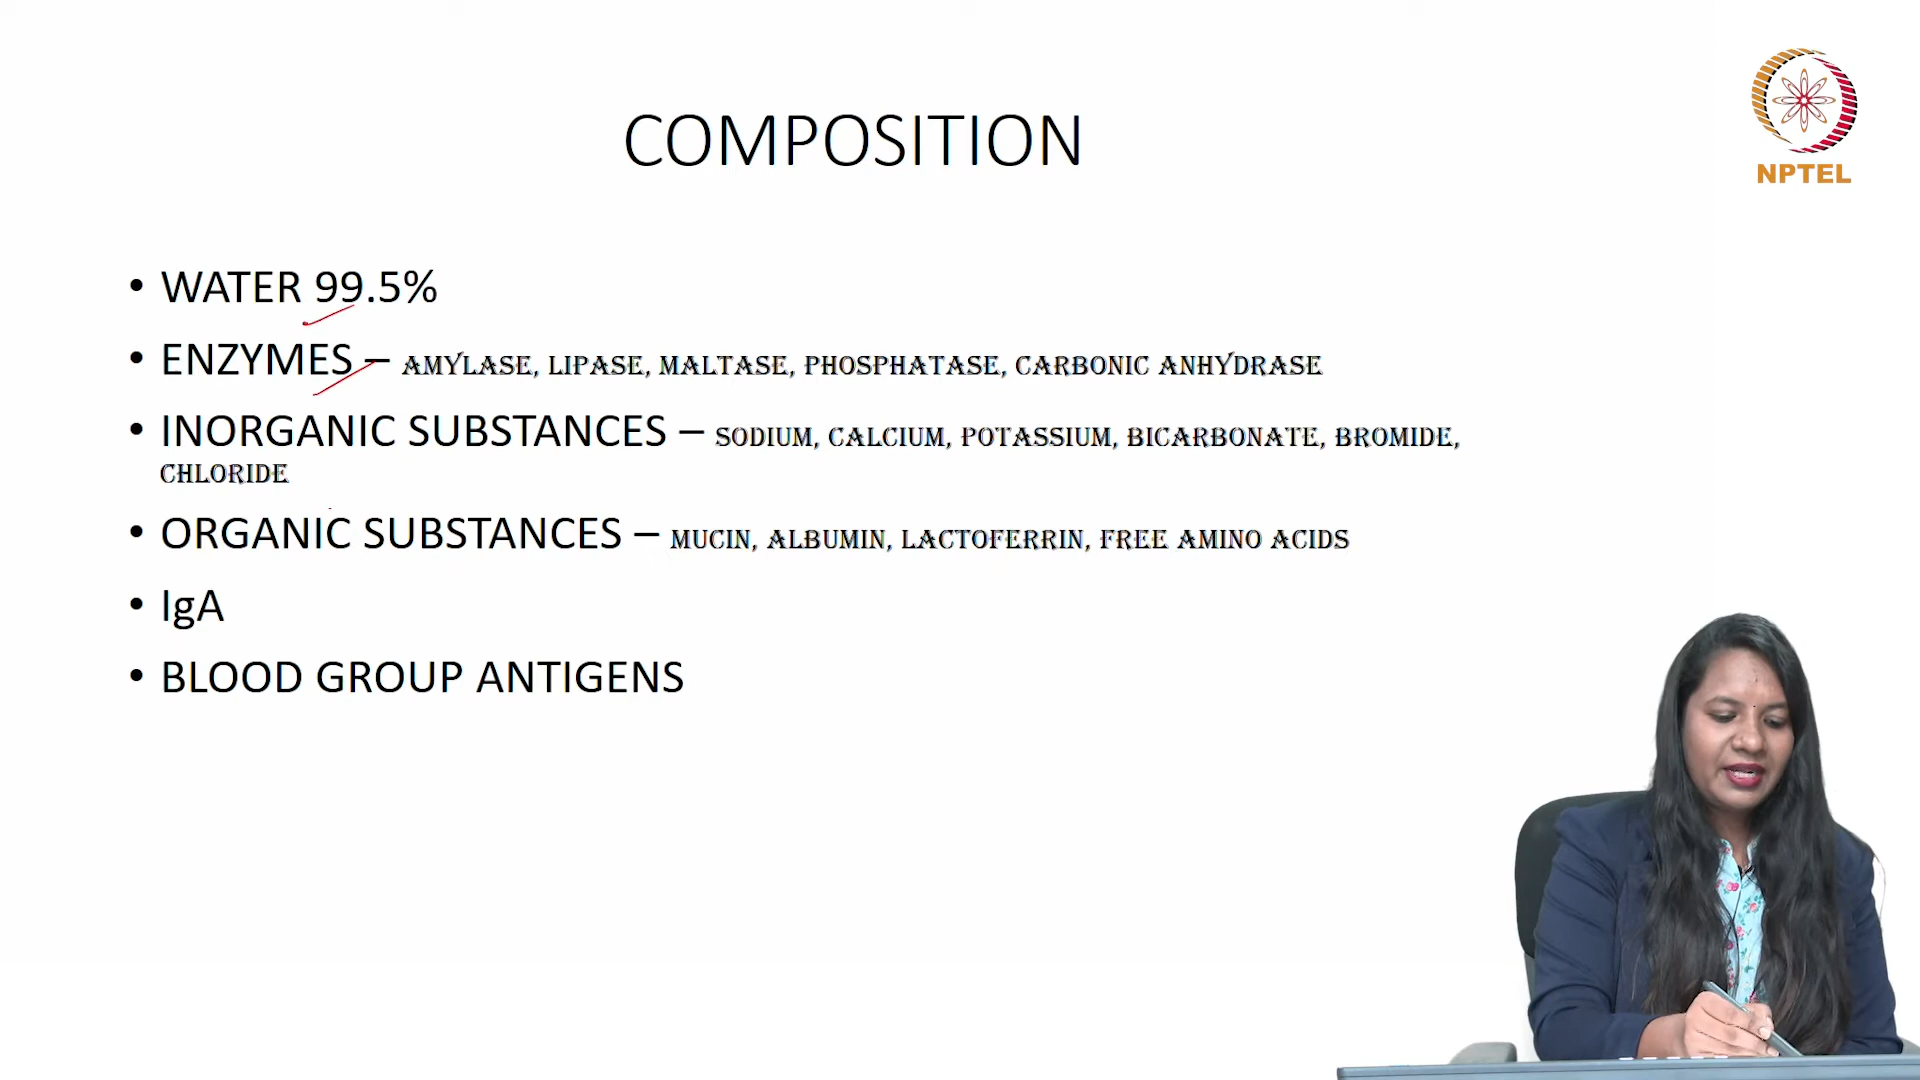 COMPOSITION
NPTEL
• WATER 99.5%
• ENZYMES – AMYLASE, LIPASE, MALTASE, PHOSPHATASE, CARBONIC ANHYDRASE
• INORGANIC SUBSTANCES – SODIUM, CALCIUM, POTASSIUM, BICARBONATE, BROMIDE,
CHLORIDE
• ORGANIC SUBSTANCES – MUCIN, ALBUMIN, LACTOFERRIN, FREE AMINO ACIDS
• IgA
• BLOOD GROUP ANTIGENS